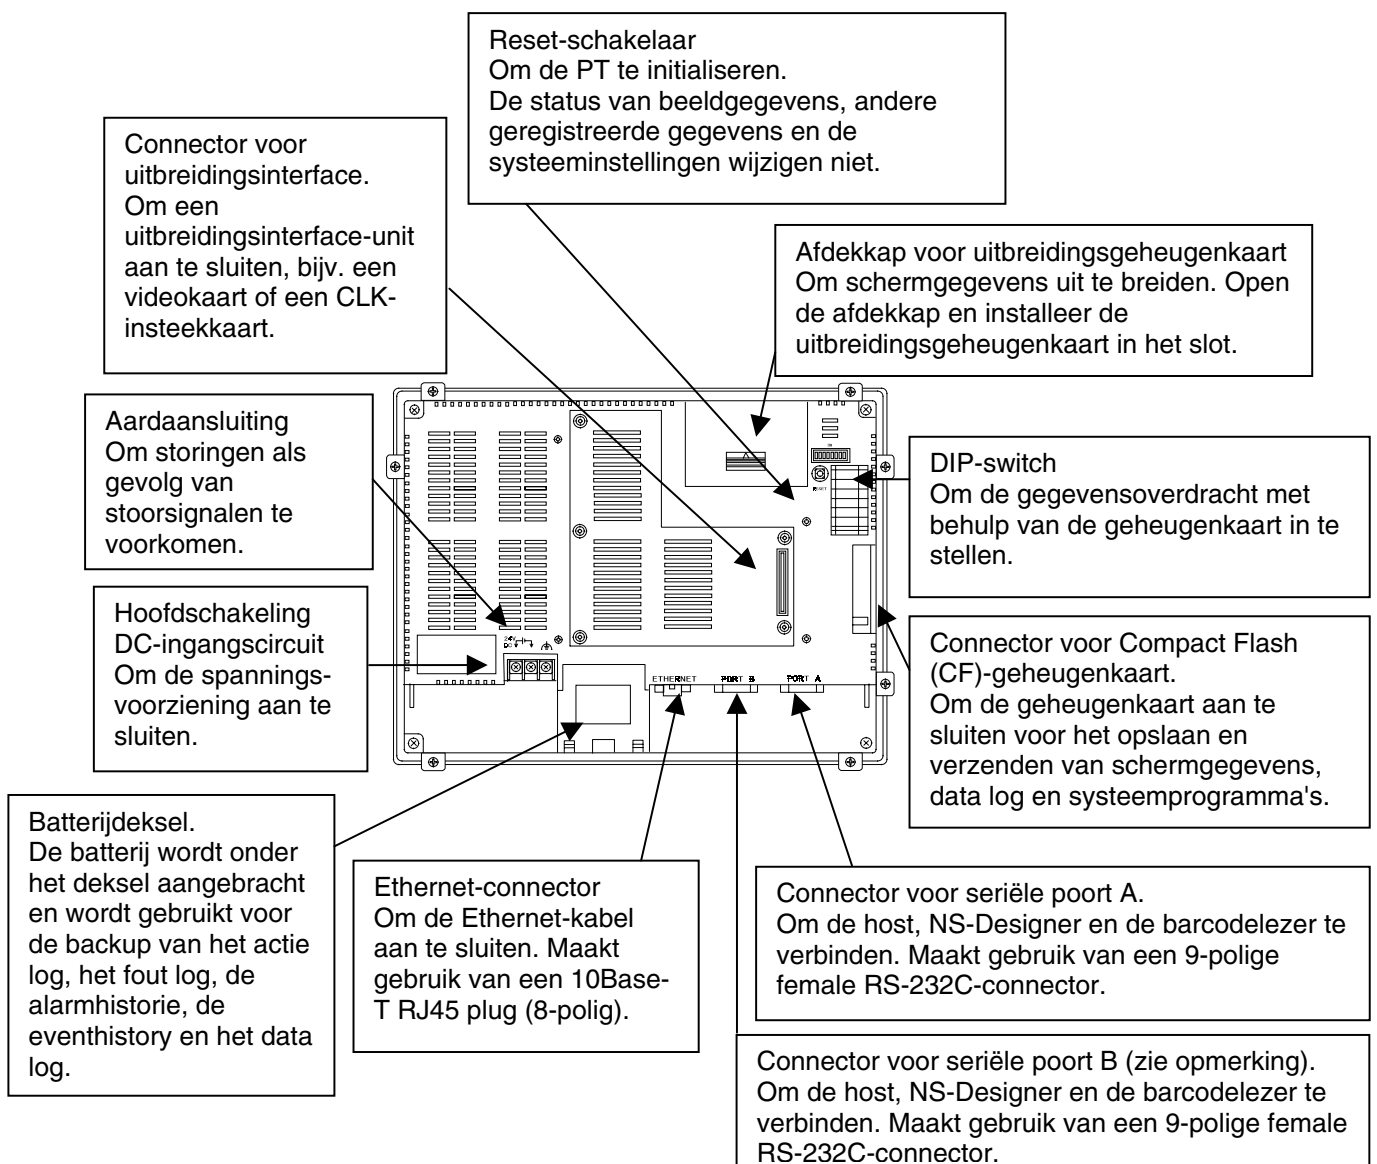 Reset-schakelaar
Om de PT te initialiseren.
De status van beeldgegevens, andere
geregistreerde gegevens en de
systeeminstellingen wijzigen niet.
Connector voor
uitbreidingsinterface.
Om een
uitbreidingsinterface-unit
aan te sluiten, bijv. een
videokaart of een CLK-
insteekkaart.
Afdekkap voor uitbreidingsgeheugenkaart
Om schermgegevens uit te breiden. Open
de afdekkap en installeer de
uitbreidingsgeheugenkaart in het slot.
Aardaansluiting
Om storingen als
gevolg van
stoorsignalen te
voorkomen.
DIP-switch
Om de gegevensoverdracht met
behulp van de geheugenkaart in te
stellen.
Hoofdschakeling
DC-ingangscircuit
Om de spannings-
voorziening aan te
sluiten.
24V
DC
ETHERNET
PORT B
PORT A
Connector voor Compact Flash
(CF)-geheugenkaart.
Om de geheugenkaart aan te
sluiten voor het opslaan en
verzenden van schermgegevens,
data log en systeemprogramma's.
Batterijdeksel.
De batterij wordt onder
het deksel aangebracht
en wordt gebruikt voor
de backup van het actie
log, het fout log, de
alarmhistorie, de
eventhistory en het data
log.
Ethernet-connector
Om de Ethernet-kabel
aan te sluiten. Maakt
gebruik van een 10Base-
T RJ45 plug (8-polig).
Connector voor seriële poort A.
Om de host, NS-Designer en de barcodelezer te
verbinden. Maakt gebruik van een 9-polige
female RS-232C-connector.
Connector voor seriële poort B (zie opmerking).
Om de host, NS-Designer en de barcodelezer te
verbinden. Maakt gebruik van een 9-polige female
RS-232C-connector.